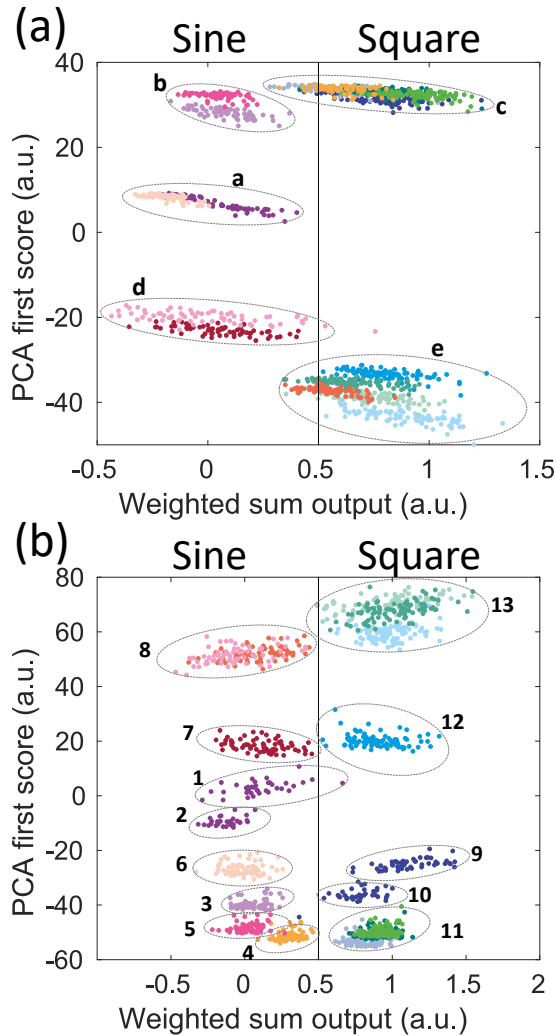 (a)
Sine Square
40
20
0
-20
-40
PCA first score (a.u.)
b
c
a
d
e
-0.5 0 0.5 1 1.5
Weighted sum output (a.u.)
(b)
Sine Square
80
60
40
20
0
-20
-40
-60
PCA first score (a.u.)
13
8
12
7
1
2
9
6
10
3
5
11
4
-0.5 0 0.5 1 1.5 2
Weighted sum output (a.u.)